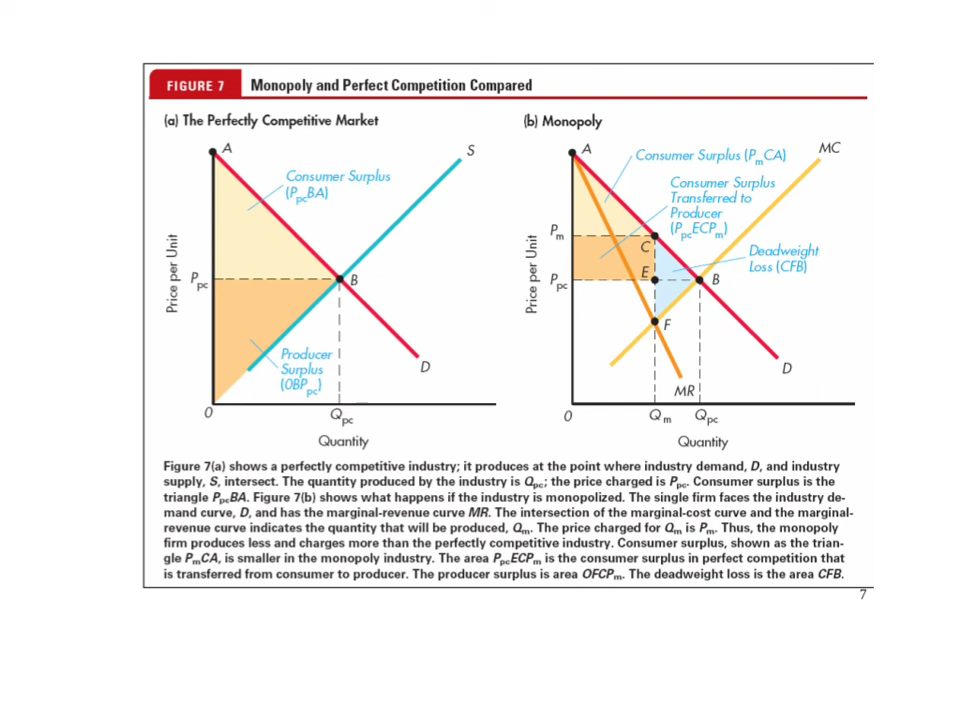 FIGURE 7 Monopoly and Perfect Competition Compared
(a) The Perfectly Competitive Market
A
S
Consumer Surplus
(PpcBA)
Price per Unit
Ppc
B
Producer
Surplus
(0BPpc)
D
0
Qpc
Quantity
(b) Monopoly
A
MC
Consumer Surplus (PmCA)
Consumer Surplus
Transferred to
Producer
(PpcECPm)
Pm
C
Deadweight
Loss (CFB)
Price per Unit
E
Ppc
B
F
D
MR
0
Qm
Qpc
Quantity
Figure 7(a) shows a perfectly competitive industry; it produces at the point where industry demand, D, and industry
supply, S, intersect. The quantity produced by the industry is Qpc; the price charged is Ppc. Consumer surplus is the
triangle PpcBA. Figure 7(b) shows what happens if the industry is monopolized. The single firm faces the industry de-
mand curve, D, and has the marginal-revenue curve MR. The intersection of the marginal-cost curve and the marginal-
revenue curve indicates the quantity that will be produced, Qm. The price charged for Qm is Pm. Thus, the monopoly
firm produces less and charges more than the perfectly competitive industry. Consumer surplus, shown as the trian-
gle PmCA, is smaller in the monopoly industry. The area PpcECPm is the consumer surplus in perfect competition that
is transferred from consumer to producer. The producer surplus is area OFCPm. The deadweight loss is the area CFB.
7